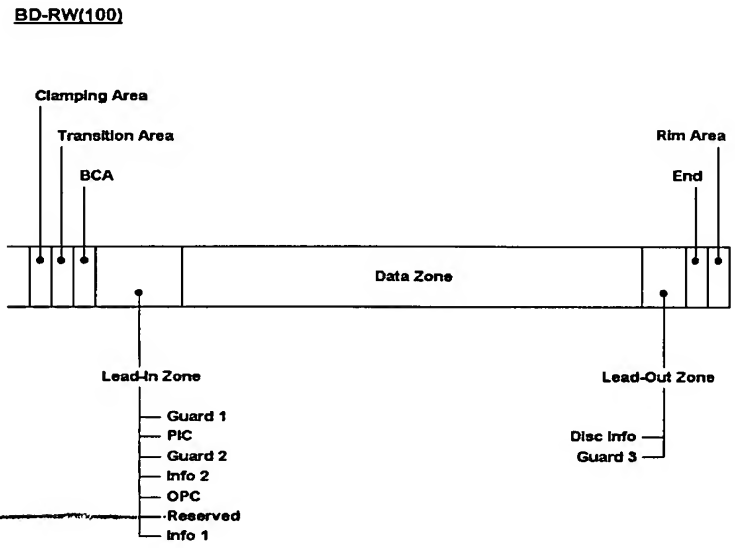 BD-RW(100)
Clamping Area
Transition Area
Rim Area
BCA
End
Data Zone
Lead-In Zone
Lead-Out Zone
Guard 1
PIC
Disc Info
Guard 2
Guard 3
Info 2
OPC
Reserved
Info 1